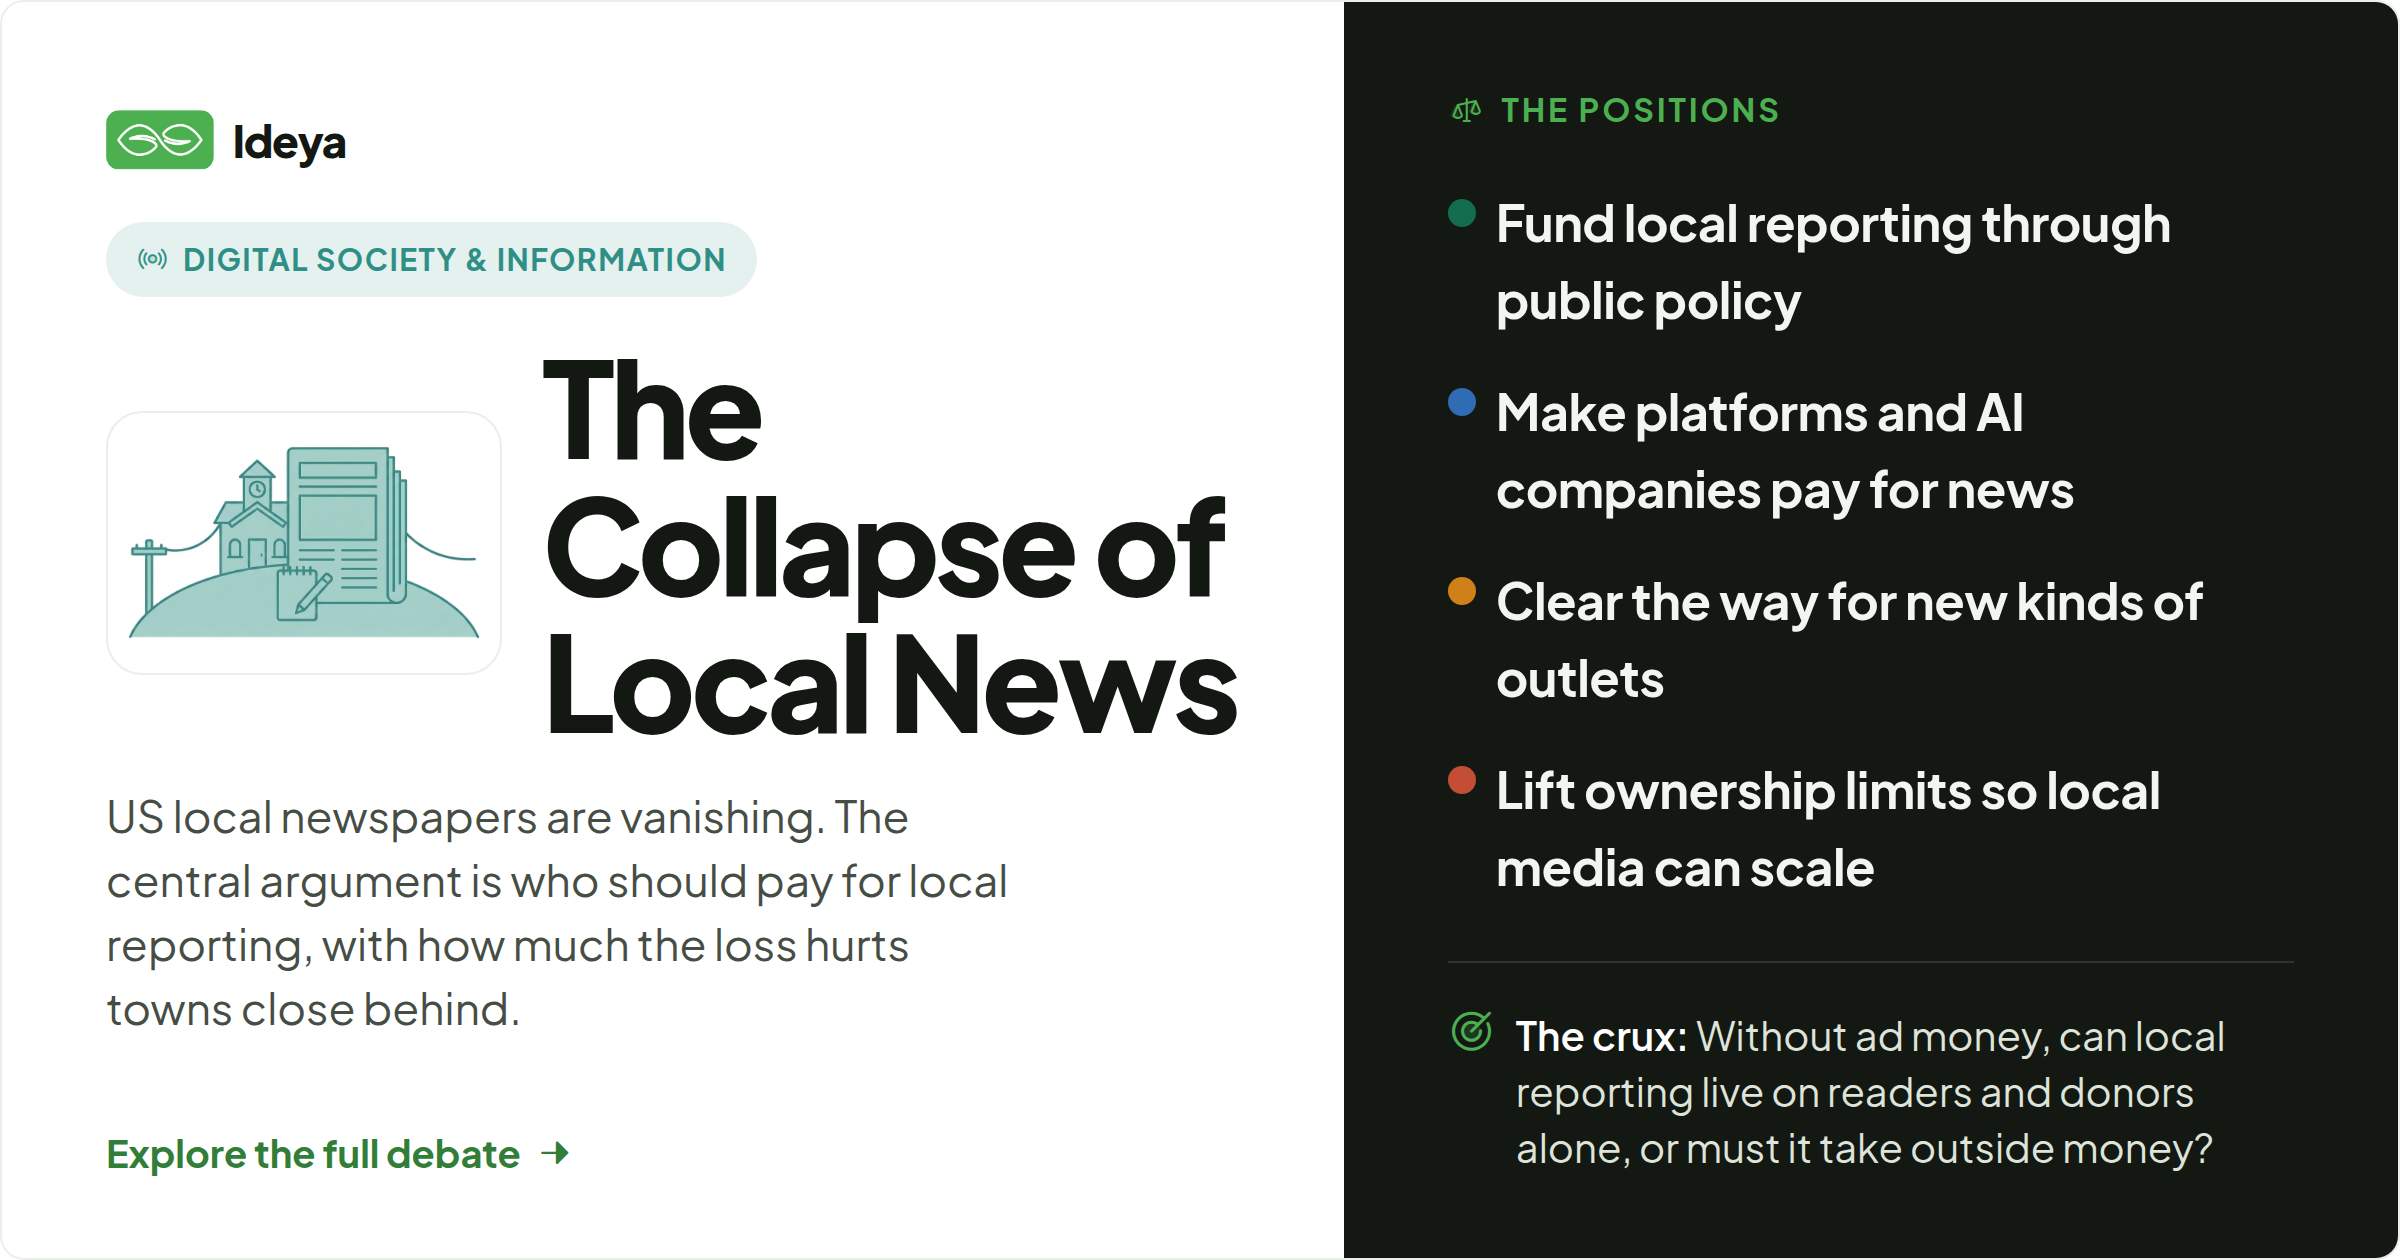 Ideya
DIGITAL SOCIETY & INFORMATION
The
Collapse of
Local News
US local newspapers are vanishing. The
central argument is who should pay for local
reporting, with how much the loss hurts
towns close behind.
Explore the full debate
THE POSITIONS
Fund local reporting through
public policy
Make platforms and AI
companies pay for news
Clear the way for new kinds of
outlets
Lift ownership limits so local
media can scale
The crux: Without ad money, can local
reporting live on readers and donors
alone, or must it take outside money?